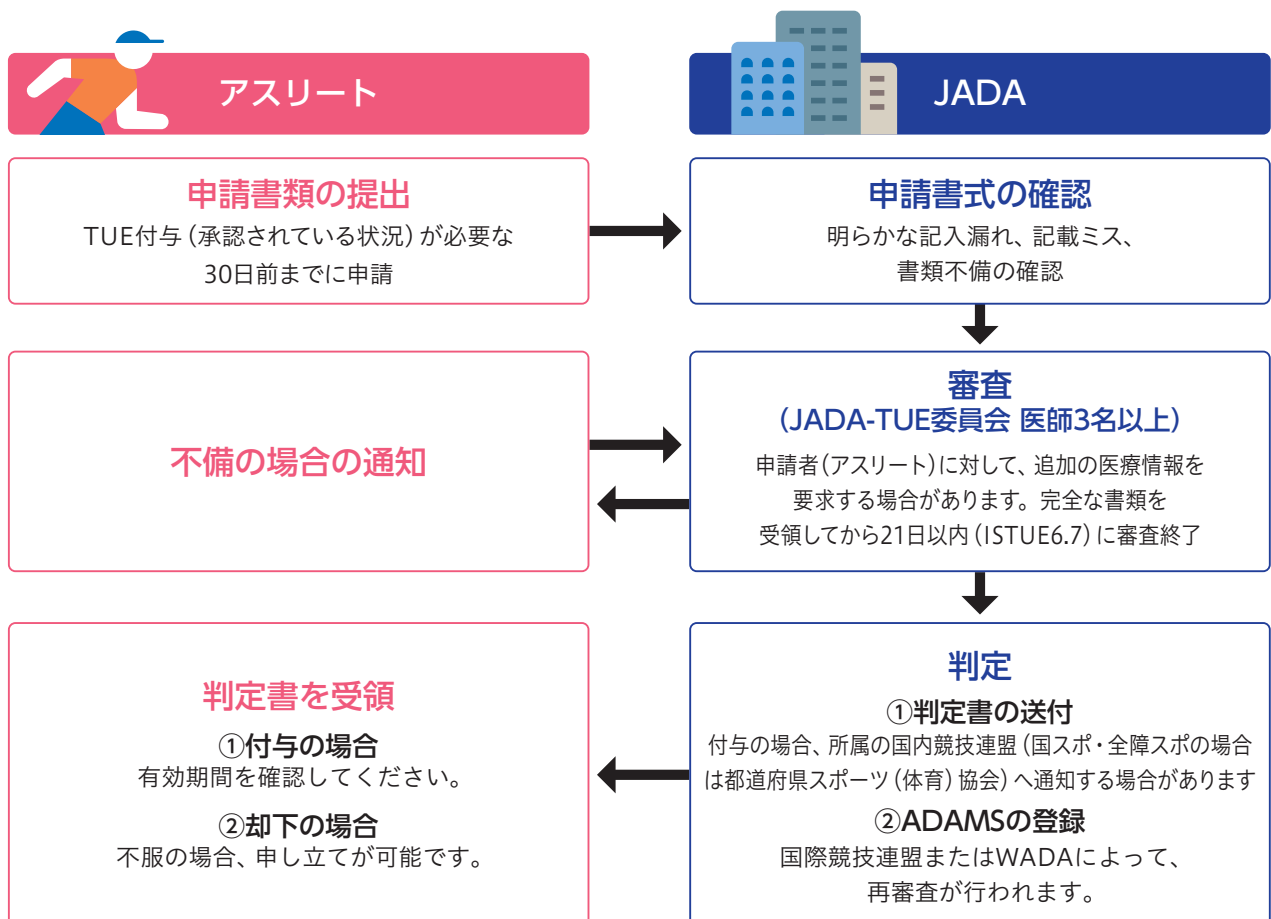 アスリート
JADA
申請書類の提出
TUE付与（承認されている状況）が必要な
30日前までに申請
申請書式の確認
明らかな記入漏れ、記載ミス、
書類不備の確認
不備の場合の通知
審査
（JADA-TUE委員会 医師3名以上）
申請者（アスリート）に対して、追加の医療情報を
要求する場合があります。完全な書類を
受領してから21日以内（ISTUE6.7）に審査終了
判定書を受領
①付与の場合
有効期間を確認してください。
②却下の場合
不服の場合、申し立てが可能です。
判定
①判定書の送付
付与の場合、所属の国内競技連盟（国スポ・全障スポの場合
は都道府県スポーツ（体育）協会）へ通知する場合があります
②ADAMSの登録
国際競技連盟またはWADAによって、
再審査が行われます。